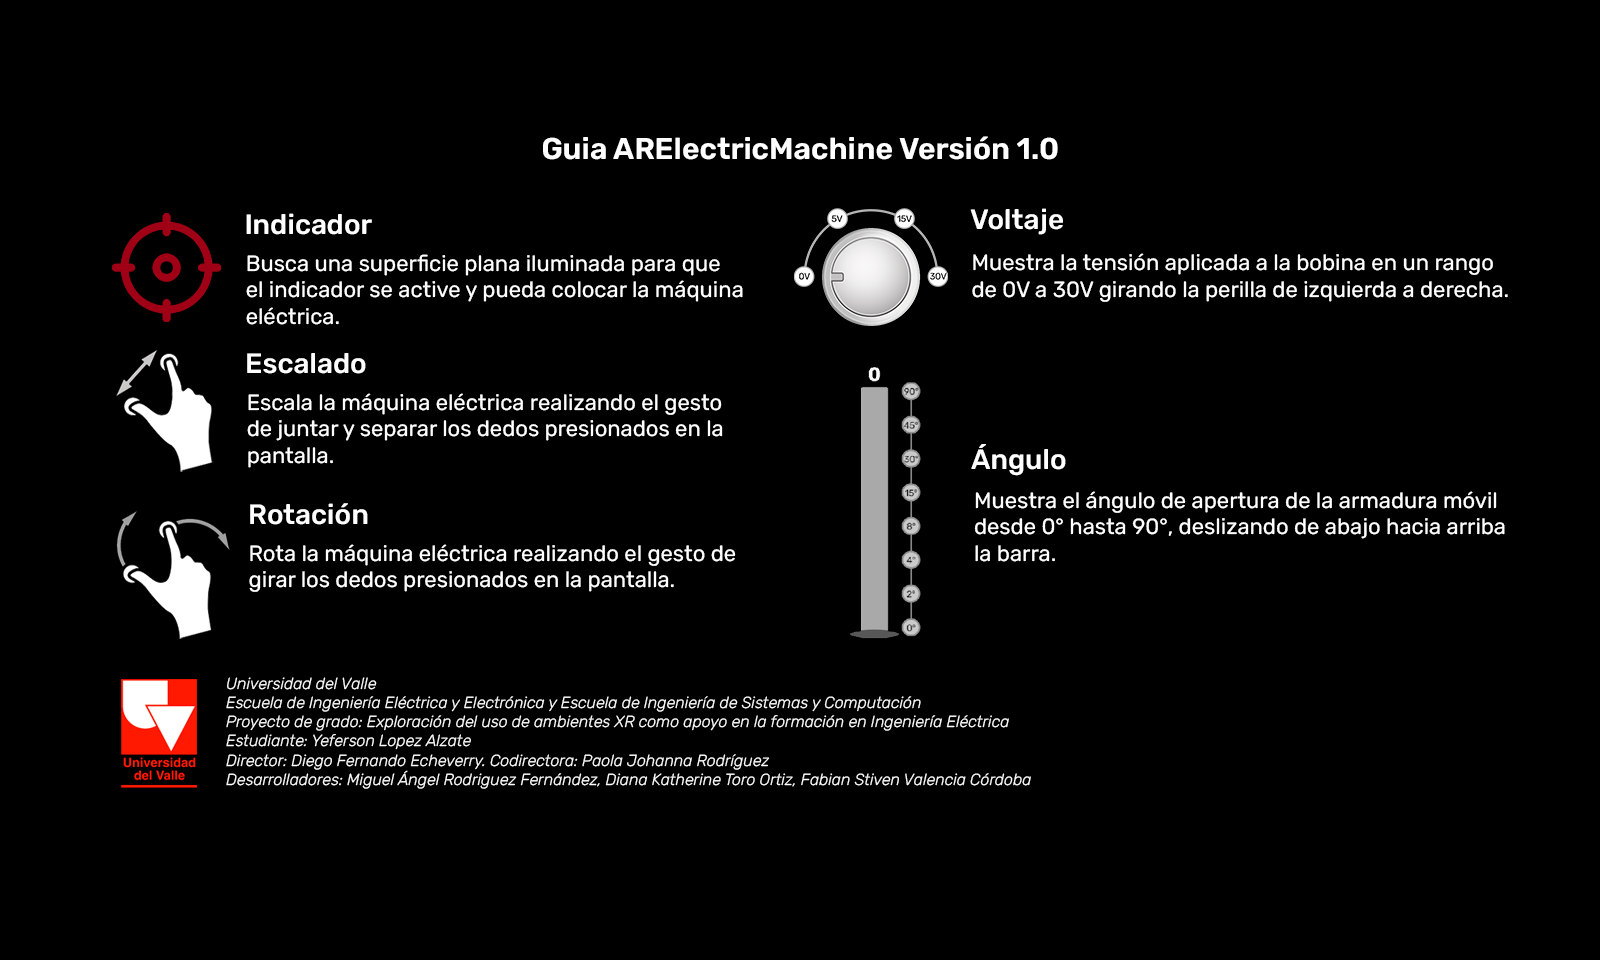 Guia ARElectricMachine Versión 1.0
Indicador
Busca una superficie plana iluminada para que
el indicador se active y pueda colocar la máquina
eléctrica.
Escalado
Escala la máquina eléctrica realizando el gesto
de juntar y separar los dedos presionados en la
pantalla.
Rotación
Rota la máquina eléctrica realizando el gesto de
girar los dedos presionados en la pantalla.
0V
5V
15V
30V
Voltaje
Muestra la tensión aplicada a la bobina en un rango
de 0V a 30V girando la perilla de izquierda a derecha.
0
90°
45°
30°
15°
8°
4°
2°
0°
Ángulo
Muestra el ángulo de apertura de la armadura móvil
desde 0° hasta 90°, deslizando de abajo hacia arriba
la barra.
Universidad
del Valle
Universidad del Valle
Escuela de Ingeniería Eléctrica y Electrónica y Escuela de Ingeniería de Sistemas y Computación
Proyecto de grado: Exploración del uso de ambientes XR como apoyo en la formación en Ingeniería Eléctrica
Estudiante: Yeferson Lopez Alzate
Director: Diego Fernando Echeverry. Codirectora: Paola Johanna Rodríguez
Desarrolladores: Miguel Ángel Rodriguez Fernández, Diana Katherine Toro Ortiz, Fabian Stiven Valencia Córdoba